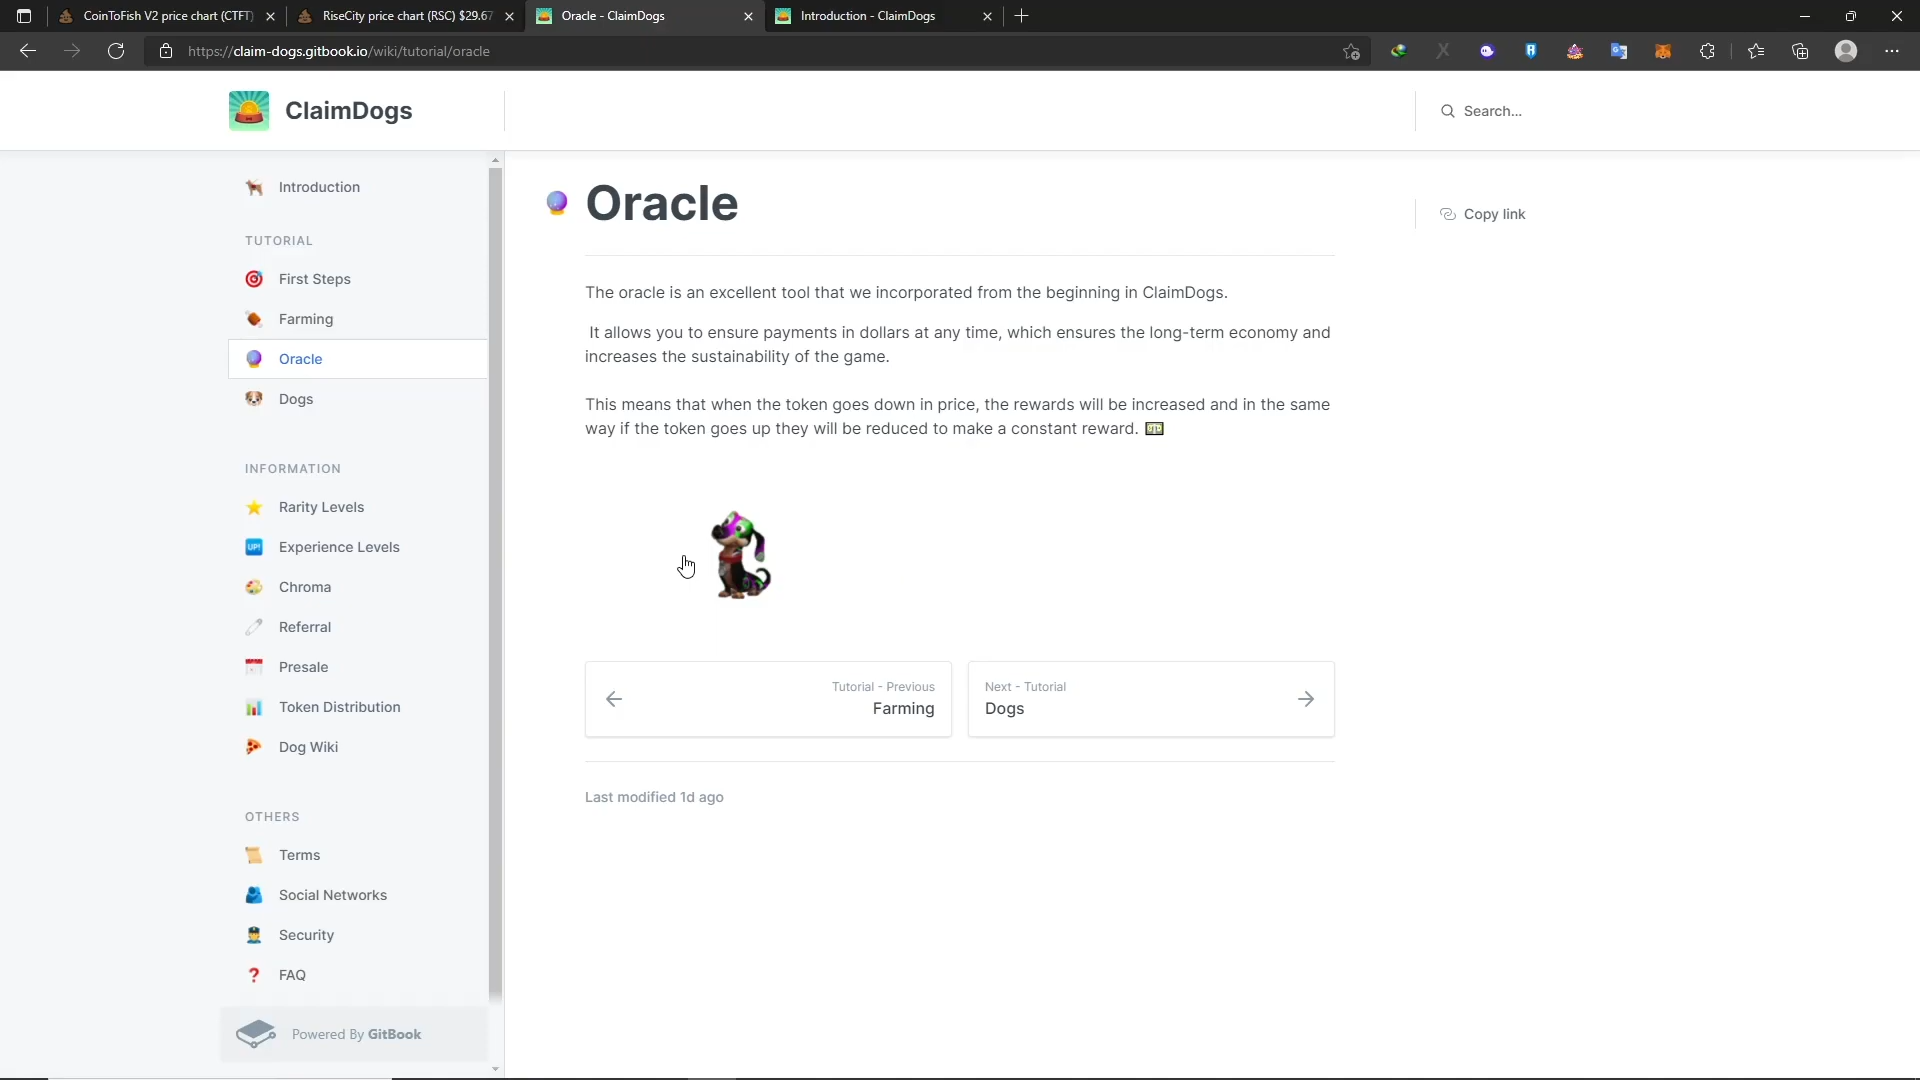 CoinToFish V2 price chart (CTFT)
RiseCity price chart (RSC) $29.67
Oracle - ClaimDogs
Introduction - ClaimDogs
https://claim-dogs.gitbook.io/wiki/tutorial/oracle
ClaimDogs
Search...
Introduction
TUTORIAL
First Steps
Farming
Oracle
Dogs
INFORMATION
Rarity Levels
UP!
Experience Levels
Chroma
Referral
Presale
Token Distribution
Dog Wiki
OTHERS
Terms
Social Networks
Security
FAQ
Powered By GitBook
Oracle
Copy link
The oracle is an excellent tool that we incorporated from the beginning in ClaimDogs.
It allows you to ensure payments in dollars at any time, which ensures the long-term economy and
increases the sustainability of the game.
This means that when the token goes down in price, the rewards will be increased and in the same
way if the token goes up they will be reduced to make a constant reward.
Tutorial - Previous
Farming
Next - Tutorial
Dogs
Last modified 1d ago